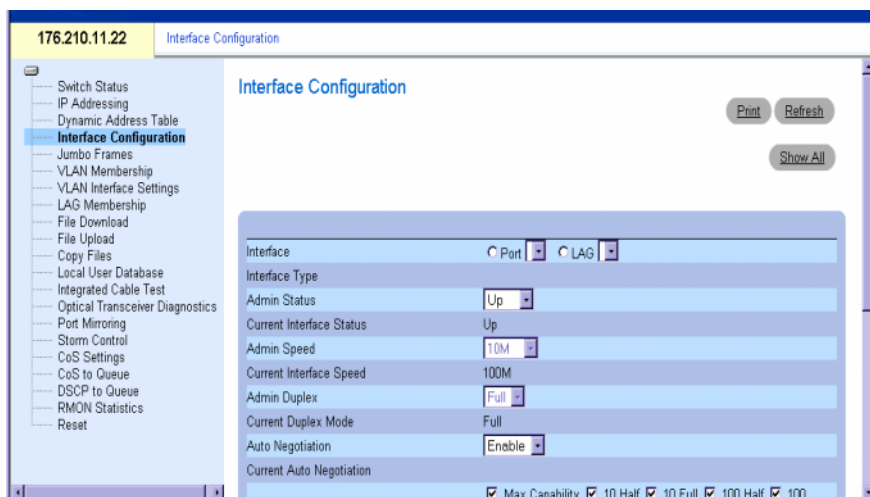 176.210.11.22
Interface Configuration
Switch Status
IP Addressing
Dynamic Address Table
Interface Configuration
Jumbo Frames
VLAN Membership
VLAN Interface Settings
LAG Membership
File Download
File Upload
Copy Files
Local User Database
Integrated Cable Test
Optical Transceiver Diagnostics
Port Mirroring
Storm Control
CoS Settings
CoS to Queue
DSCP to Queue
RMON Statistics
Reset
Interface Configuration
Print Refresh
Show All
Interface Port LAG
Interface Type
Admin Status Up
Current Interface Status Up
Admin Speed 10M
Current Interface Speed 100M
Admin Duplex Full
Current Duplex Mode Full
Auto Negotiation Enable
Current Auto Negotiation
Max Capability 10 Half 10 Full 100 Half 100